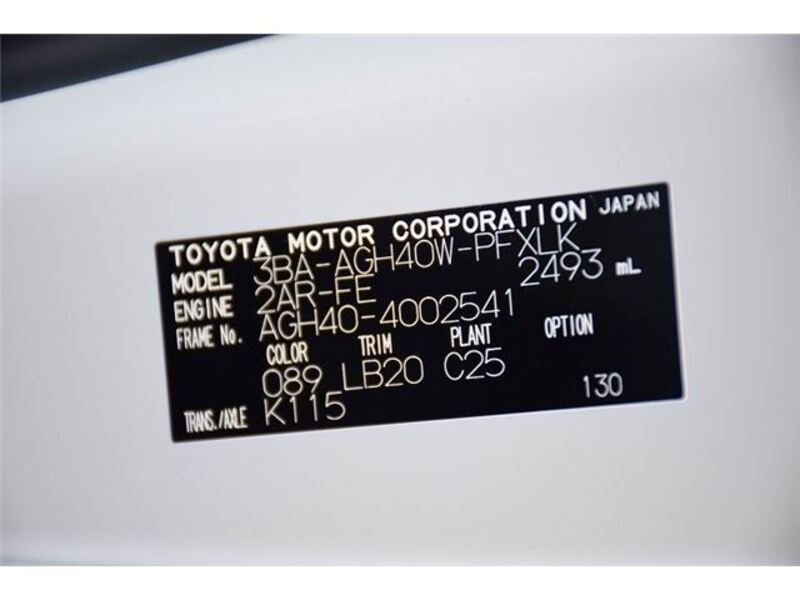 TOYOTA MOTOR CORPORATION JAPAN
MODEL 3BA-AGH40W-PFXLK
ENGINE 2AR-FE 2493 mL
FRAME No. AGH40-4002541
COLOR TRIM PLANT OPTION
089 LB20 C25
TRANS./AXLE K115 130